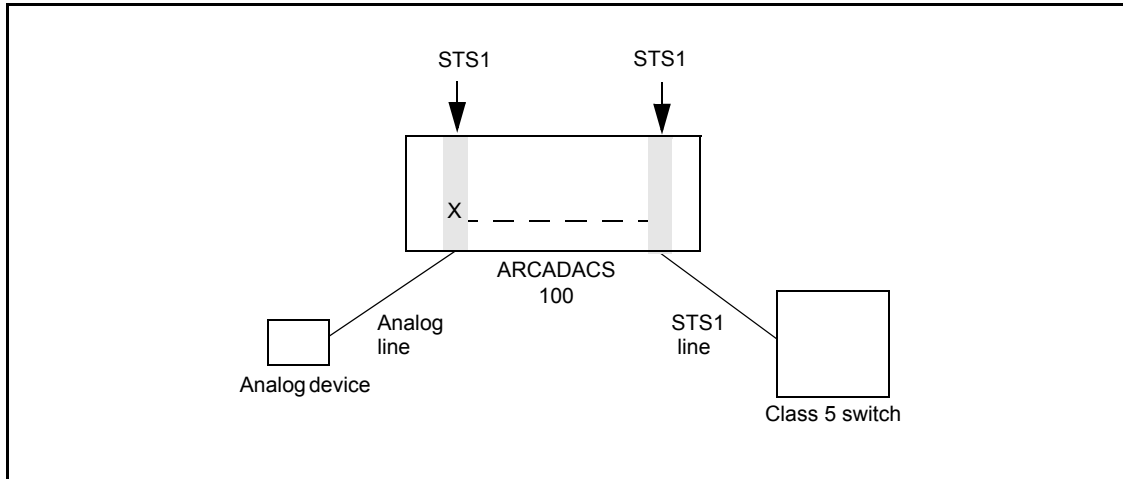 STS1 STS1
X
ARCADACS
100
Analog
line
STS1
line
Analog device
Class 5 switch